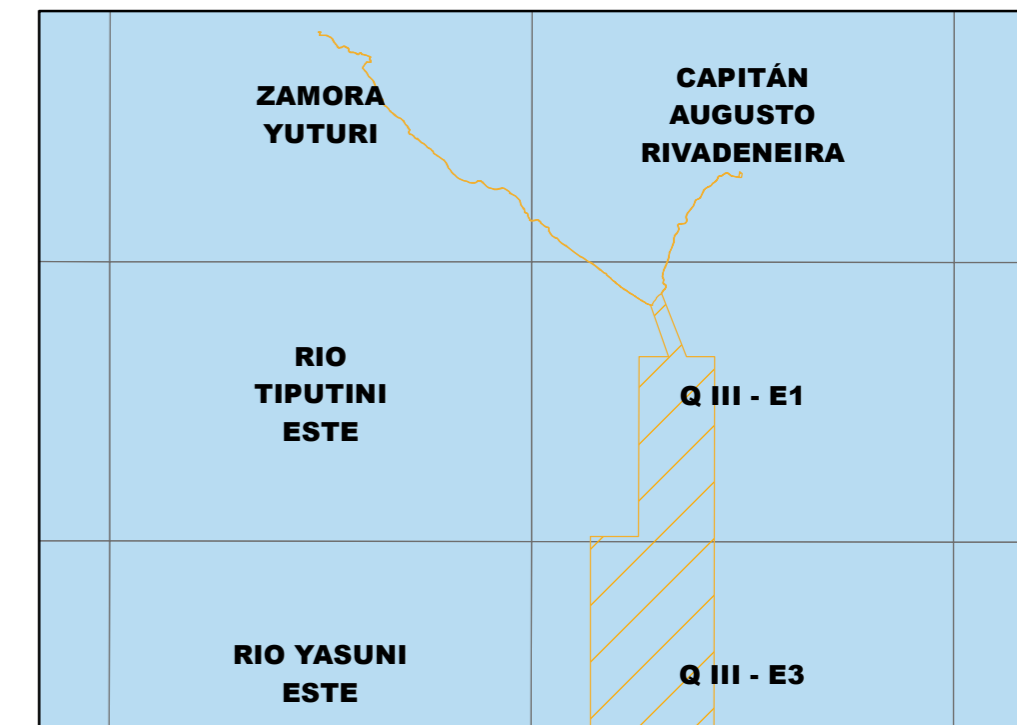 ZAMORA
YUTURI
CAPITÁN
AUGUSTO
RIVADENEIRA
RIO
TIPUTINI
ESTE
Q III - E1
RIO YASUNI
ESTE
Q III - E3